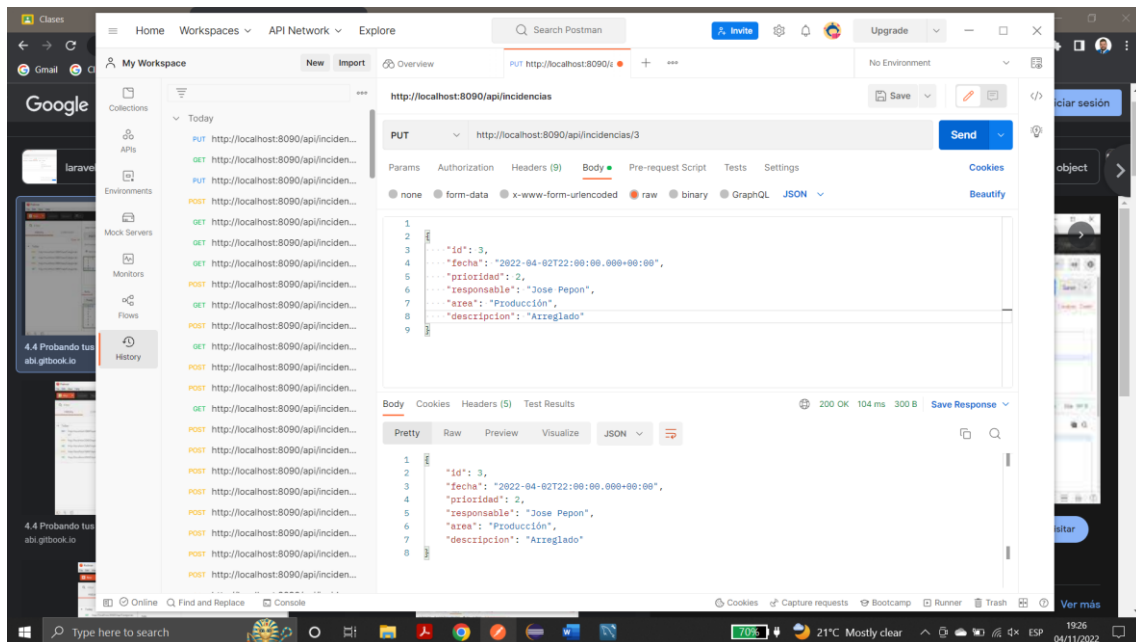 Clases
Home Workspaces API Network Explore
Search Postman
Invite
Upgrade
Gmail
My Workspace
New Import
Overview
PUT http://localhost:8090/a
No Environment
Google
iciar sesión
Collections
APIs
Environments
Mock Servers
Monitors
Flows
History
Today
PUT http://localhost:8090/api/inciden...
GET http://localhost:8090/api/inciden...
PUT http://localhost:8090/api/inciden...
POST http://localhost:8090/api/inciden...
GET http://localhost:8090/api/inciden...
GET http://localhost:8090/api/inciden...
GET http://localhost:8090/api/inciden...
POST http://localhost:8090/api/inciden...
GET http://localhost:8090/api/inciden...
POST http://localhost:8090/api/inciden...
GET http://localhost:8090/api/inciden...
POST http://localhost:8090/api/inciden...
POST http://localhost:8090/api/inciden...
GET http://localhost:8090/api/inciden...
POST http://localhost:8090/api/inciden...
POST http://localhost:8090/api/inciden...
POST http://localhost:8090/api/inciden...
POST http://localhost:8090/api/inciden...
POST http://localhost:8090/api/inciden...
POST http://localhost:8090/api/inciden...
POST http://localhost:8090/api/inciden...
POST http://localhost:8090/api/inciden...
http://localhost:8090/api/incidencias
Save
PUT http://localhost:8090/api/incidencias/3
Send
Params Authorization Headers (9) Body Pre-request Script Tests Settings
Cookies
none form-data x-www-form-urlencoded raw binary GraphQL JSON
Beautify
1
2 {
3 "id": 3,
4 "fecha": "2022-04-02T22:00:00.000+00:00",
5 "prioridad": 2,
6 "responsable": "Jose Pepon",
7 "area": "Producción",
8 "descripcion": "Arreglado"
9 }
Body Cookies Headers (5) Test Results
200 OK 104 ms 300 B Save Response
Pretty Raw Preview Visualize JSON
1 {
2 "id": 3,
3 "fecha": "2022-04-02T22:00:00.000+00:00",
4 "prioridad": 2,
5 "responsable": "Jose Pepon",
6 "area": "Producción",
7 "descripcion": "Arreglado"
8 }
laravel
object
4.4 Probando tus
abi.gitbook.io
4.4 Probando tus
abi.gitbook.io
isitar
Ver más
Online Find and Replace Console
Cookies Capture requests Bootcamp Runner Trash
Type here to search
70%
21°C Mostly clear
ESP
19:26
04/11/2022